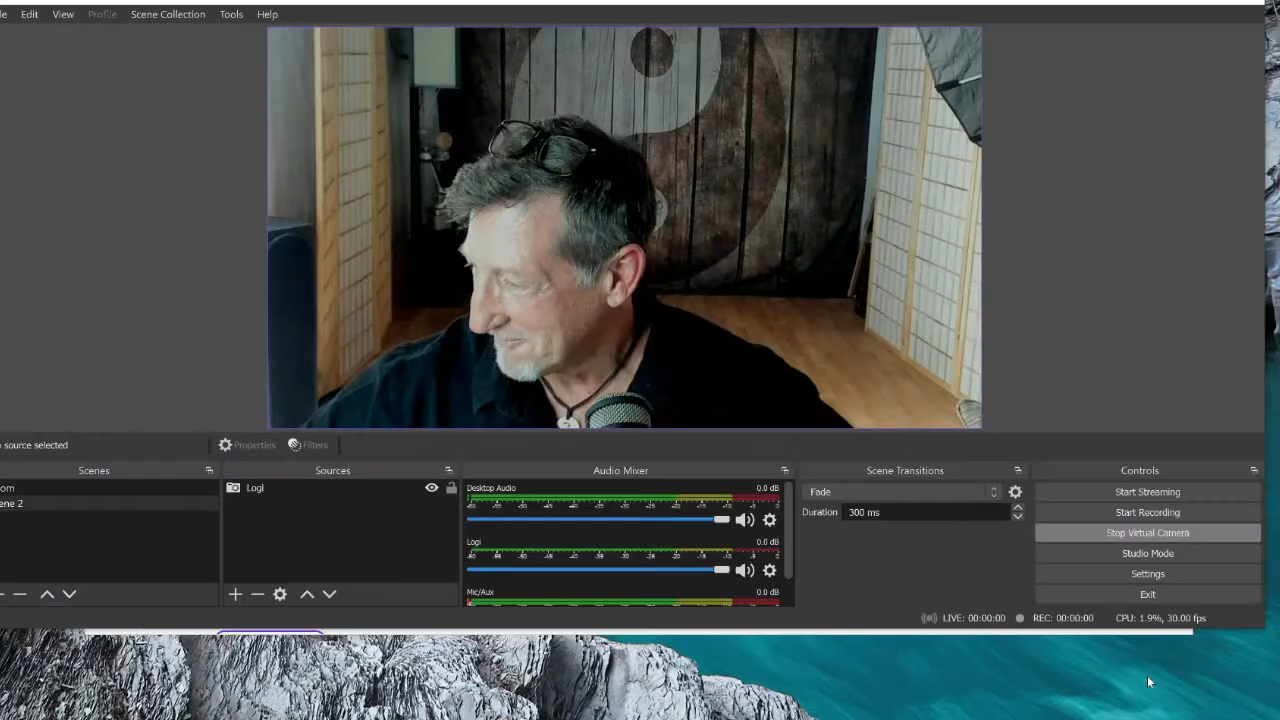 le Edit View Profile Scene Collection Tools Help
source selected Properties Filters
Scenes Sources Audio Mixer Scene Transitions Controls
om
ene 2
Logi
Desktop Audio 0.0 dB
Logi 0.0 dB
Mic/Aux 0.0 dB
Fade
Duration 300 ms
Start Streaming
Start Recording
Stop Virtual Camera
Studio Mode
Settings
Exit
LIVE: 00:00:00 REC: 00:00:00 CPU: 1.9%, 30.00 fps